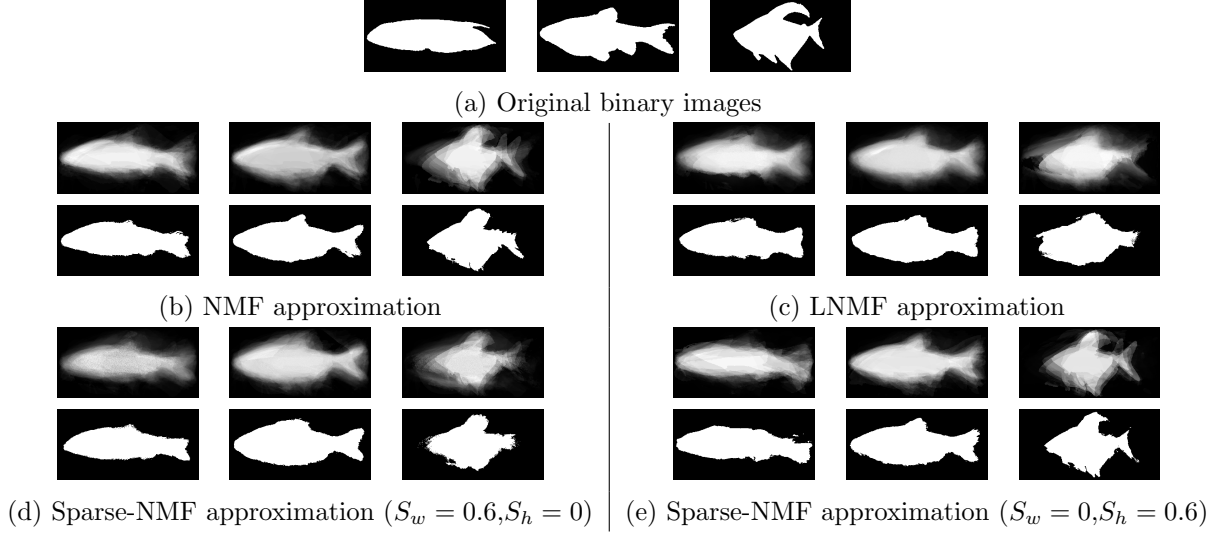 (a) Original binary images
(b) NMF approximation
(c) LNMF approximation
(d) Sparse-NMF approximation (S_w = 0.6,S_h = 0)
(e) Sparse-NMF approximation (S_w = 0,S_h = 0.6)